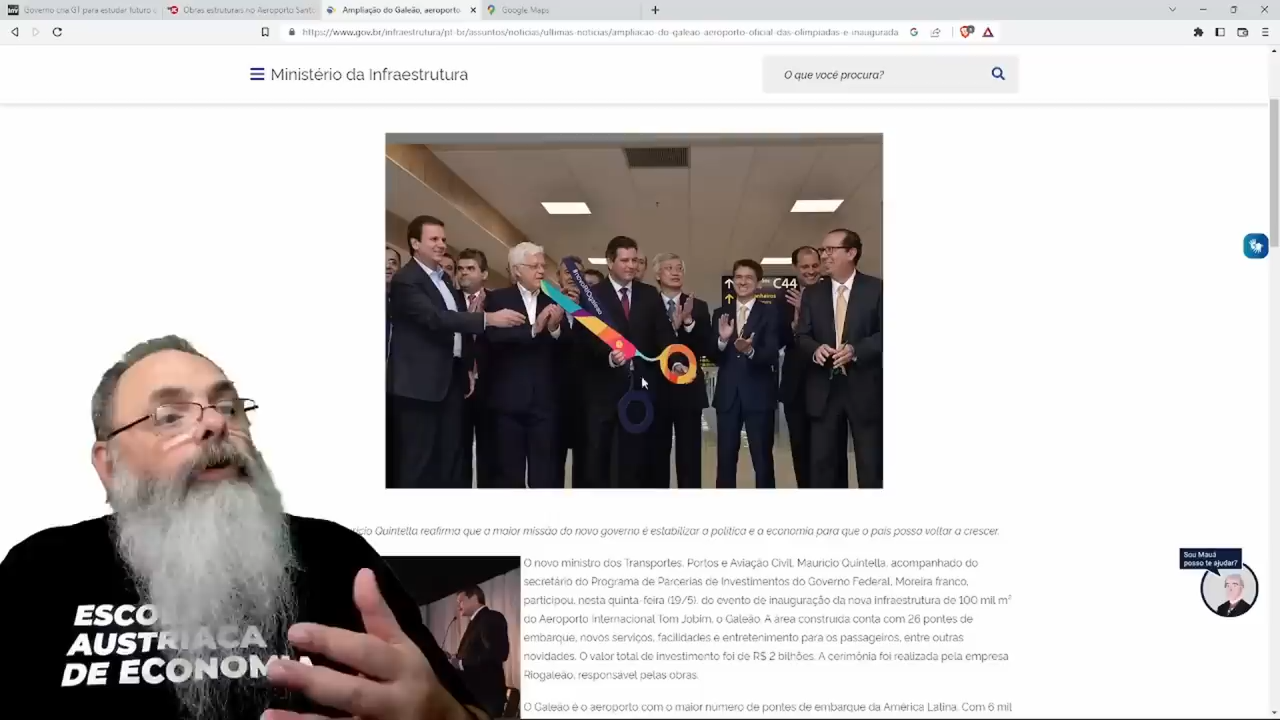 Governo cria GT para estudar futuro
Obras estruturais no Aeroporto Sant
Ampliação do Galeão, aeroporto
Google Maps
https://www.gov.br/infraestrutura/pt-br/assuntos/noticias/ultimas-noticias/ampliacao-do-galeao-aeroporto-oficial-das-olimpiadas-e-inaugurada
Ministério da Infraestrutura
O que você procura?
C44
Quintella reafirma que a maior missão do novo governo é estabilizar a política e a economia para que o país possa voltar a crescer.
Sou Mauá
posso te ajudar?
O novo ministro dos Transportes, Portos e Aviação Civil, Maurício Quintella, acompanhado do
secretário do Programa de Parcerias de Investimentos do Governo Federal, Moreira franco,
participou, nesta quinta-feira (19/5), do evento de inauguração da nova infraestrutura de 100 mil m²
do Aeroporto Internacional Tom Jobim, o Galeão. A área construída conta com 26 pontes de
embarque, novos serviços, facilidades e entretenimento para os passageiros, entre outras
novidades. O valor total de investimento foi de R$ 2 bilhões. A cerimônia foi realizada pela empresa
Riogaleão, responsável pelas obras.
O Galeão é o aeroporto com o maior numero de pontes de embarque da América Latina. Com 6 mil
ESCO
AUSTRÍACA
DE ECONOMIA